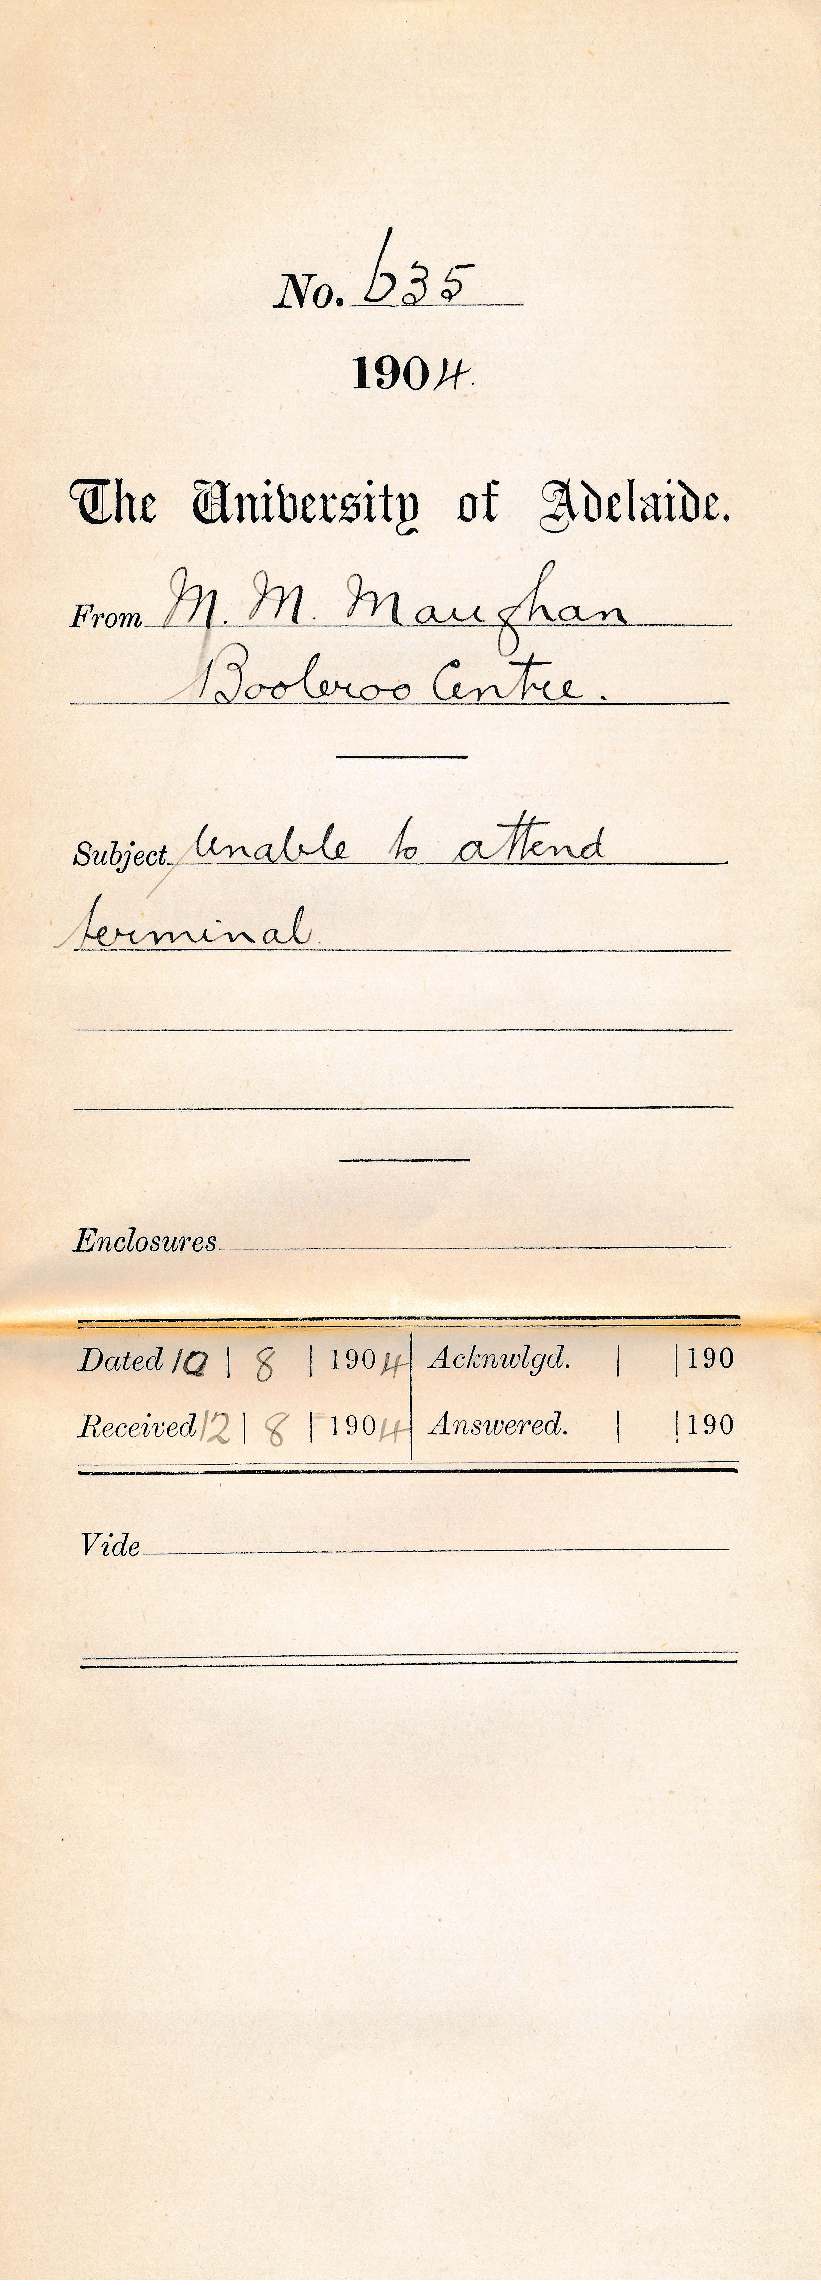 No. 635
1904.
The University of Adelaide.
From M. M. Maughan
Booleroo Centre.
Subject Unable to attend
terminal
Enclosures
Dated 10 | 8 | 1904 Acknwlgd. | | 190
Received 12 | 8 | 1904 Answered. | | 190
Vide